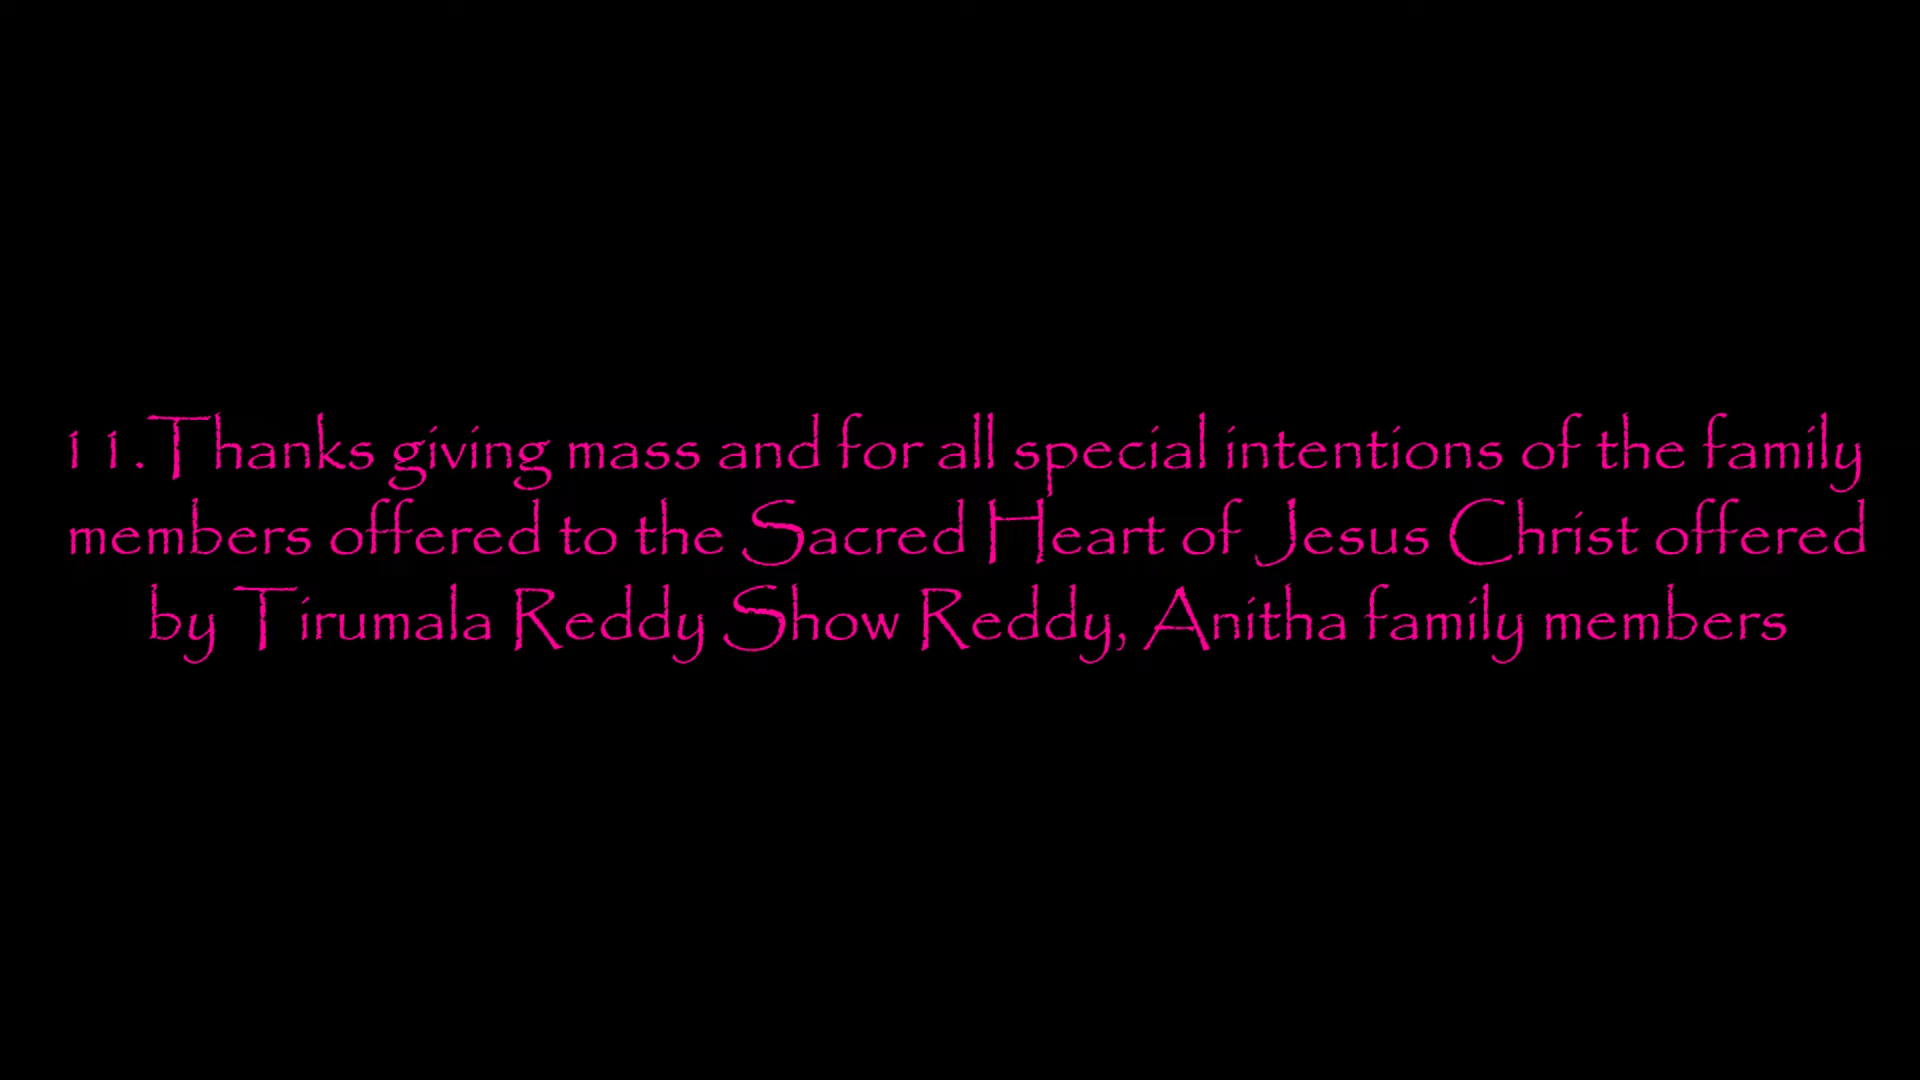 11.Thanks giving mass and for all special intentions of the family
members offered to the Sacred Heart of Jesus Christ offered
by Tirumala Reddy Show Reddy, Anitha family members